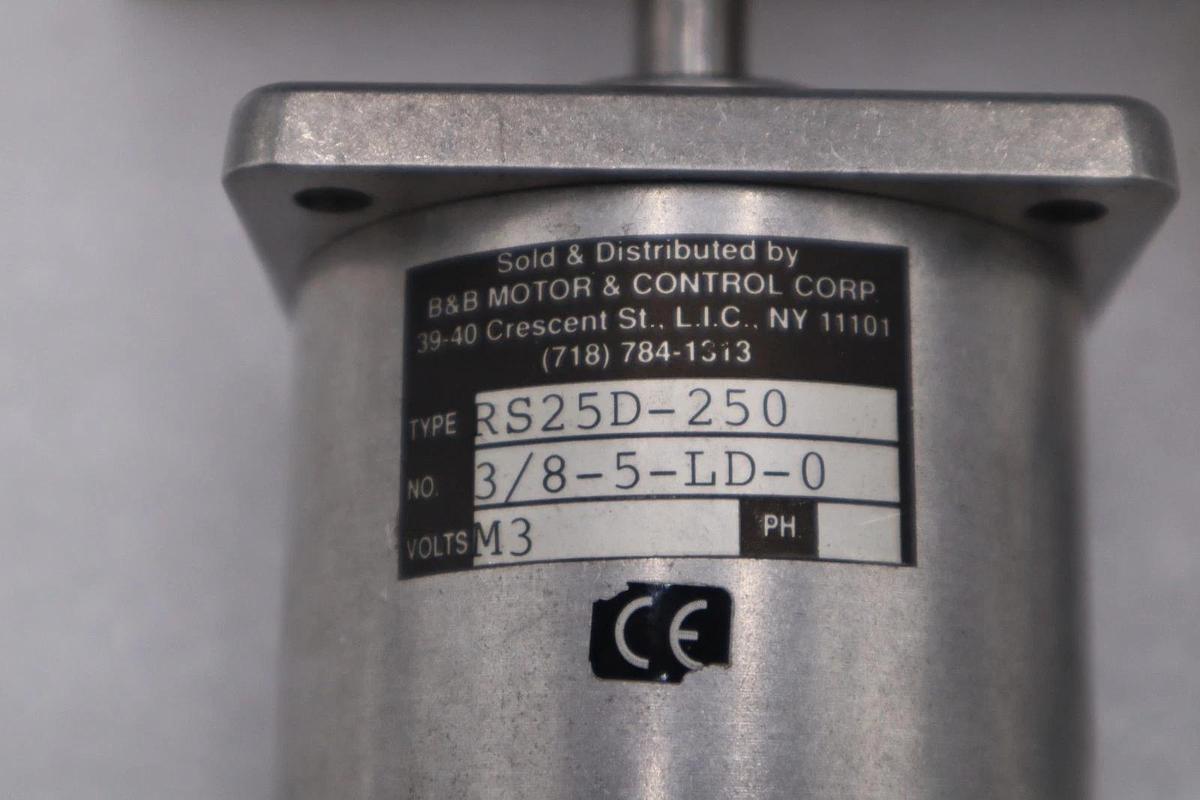 Sold & Distributed by
B&B MOTOR & CONTROL CORP.
39-40 Crescent St., L.I.C., NY 11101
(718) 784-1313
TYPE RS25D-250
NO. 3/8-5-LD-0
VOLTS M3 PH.
CE